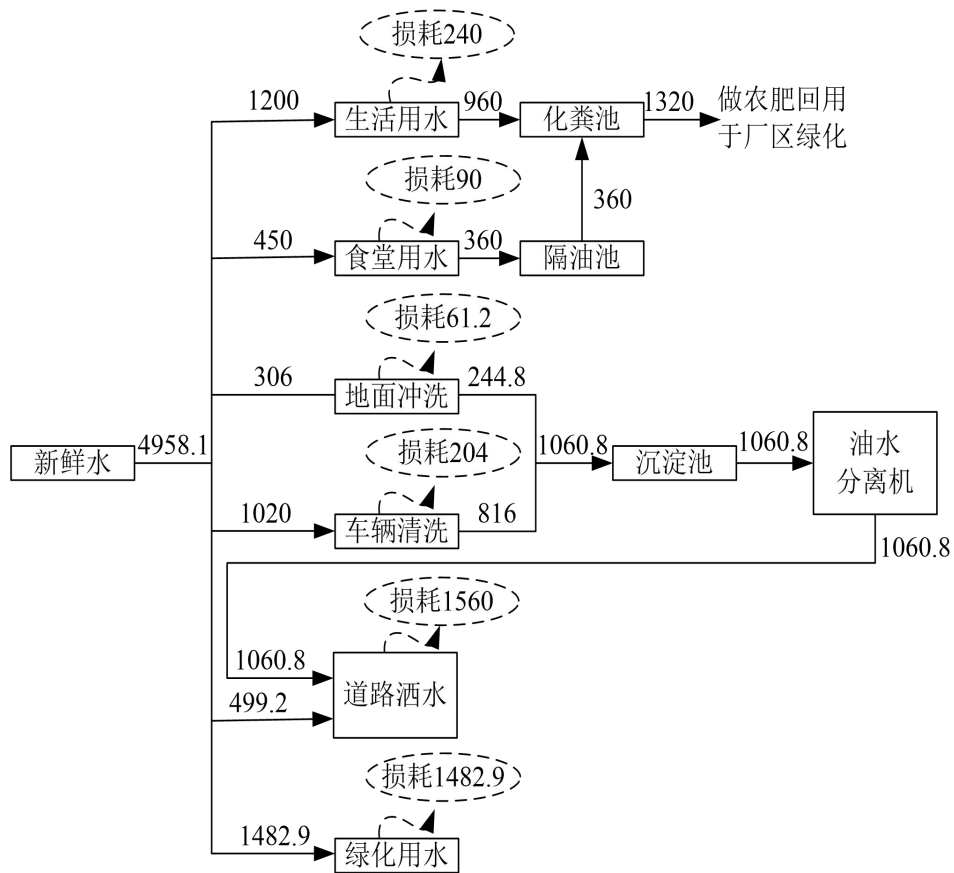 损耗240
1200
生活用水
960
化粪池
1320
做农肥回用
于厂区绿化
损耗90
360
450
食堂用水
360
隔油池
损耗61.2
306
地面冲洗
244.8
新鲜水
4958.1
损耗204
1060.8
沉淀池
1060.8
油水
分离机
1020
车辆清洗
816
1060.8
损耗1560
1060.8
499.2
道路洒水
损耗1482.9
1482.9
绿化用水